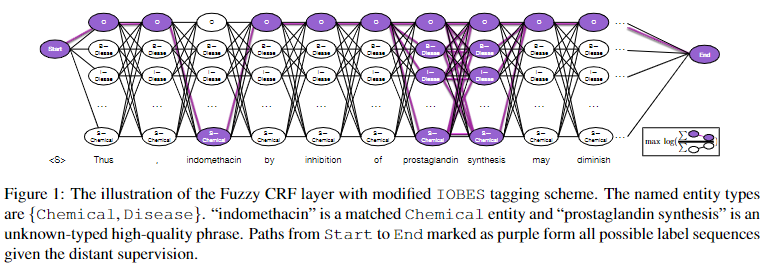 O O O O O O O O O O ...
Start End
B— B— B— B— B— B— B— B— B— B— ...
Disease Disease Disease Disease Disease Disease Disease Disease Disease Disease
I— I— I— I— I— I— I— I— I— I— ...
Disease Disease Disease Disease Disease Disease Disease Disease Disease Disease
... ... ... ... ... ... ... ... ... ...
S— S— S— S— S— S— S— S— S— S— ...
Chemical Chemical Chemical Chemical Chemical Chemical Chemical Chemical Chemical Chemical
max log(∑ ∑)
<S> Thus , indomethacin by inhibition of prostaglandin synthesis may diminish
Figure 1: The illustration of the Fuzzy CRF layer with modified IOBES tagging scheme. The named entity types
are {Chemical, Disease}. “indomethacin” is a matched Chemical entity and “prostaglandin synthesis” is an
unknown-typed high-quality phrase. Paths from Start to End marked as purple form all possible label sequences
given the distant supervision.